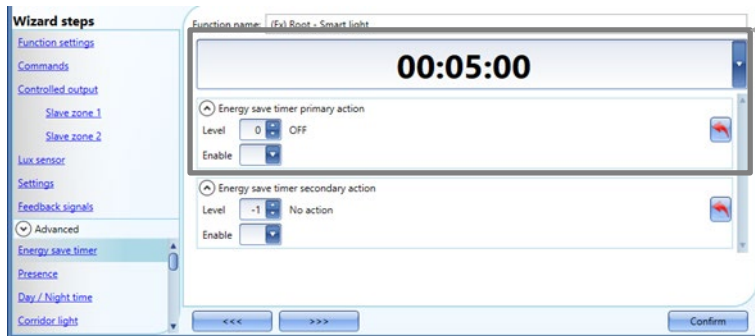 Wizard steps
Function settings
Commands
Controlled output
Slave zone 1
Slave zone 2
Lux sensor
Settings
Feedback signals
Advanced
Energy save timer
Presence
Day / Night time
Corridor light
Function name: (Fx) Root - Smart light
00:05:00
Energy save timer primary action
Level 0 OFF
Enable
Energy save timer secondary action
Level -1 No action
Enable
<<< >>> Confirm